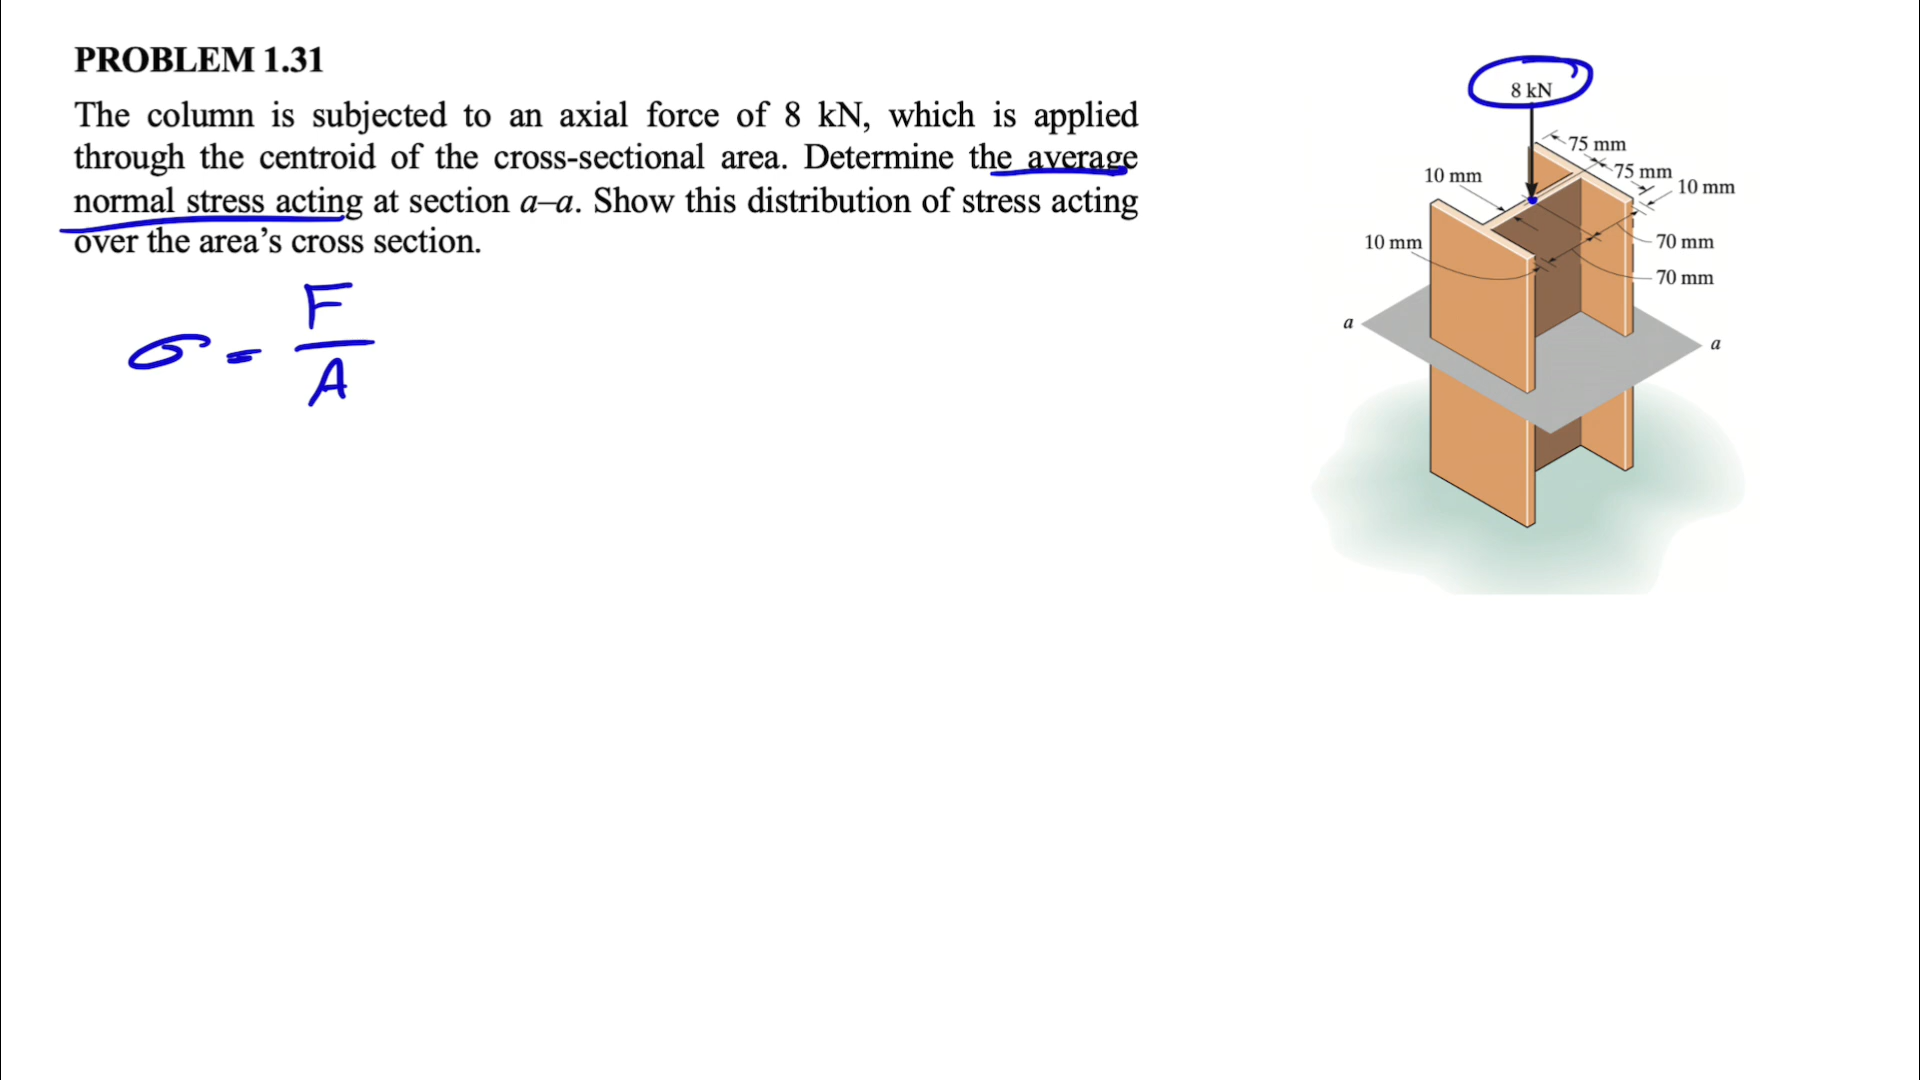 PROBLEM 1.31
The column is subjected to an axial force of 8 kN, which is applied
through the centroid of the cross-sectional area. Determine the average
normal stress acting at section a–a. Show this distribution of stress acting
over the area’s cross section.
σ = F/A
8 kN
75 mm
75 mm
10 mm
10 mm
10 mm
70 mm
70 mm
a
a